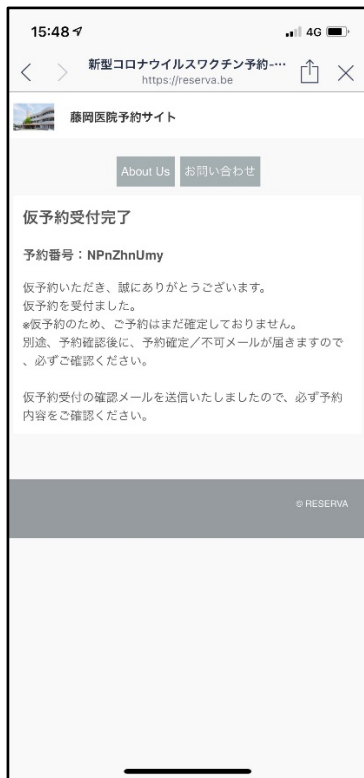 15:48
4G
新型コロナウイルスワクチン予約-…
https://reserva.be
藤岡医院予約サイト
About Us
お問い合わせ
仮予約受付完了
予約番号：NPnZhnUmy
仮予約いただき、誠にありがとうございます。
仮予約を受付ました。
※仮予約のため、ご予約はまだ確定しておりません。
別途、予約確認後に、予約確定／不可メールが届きますので
、必ずご確認ください。
仮予約受付の確認メールを送信いたしましたので、必ず予約
内容をご確認ください。
© RESERVA